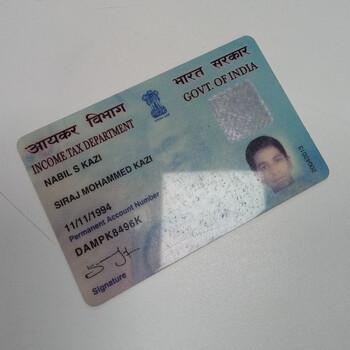 आयकर विभाग
INCOME TAX DEPARTMENT
भारत सरकार
GOVT. OF INDIA
NABIL S KAZI
SIRAJ MOHAMMED KAZI
11/11/1994
Permanent Account Number
DAMPK8496K
Signature